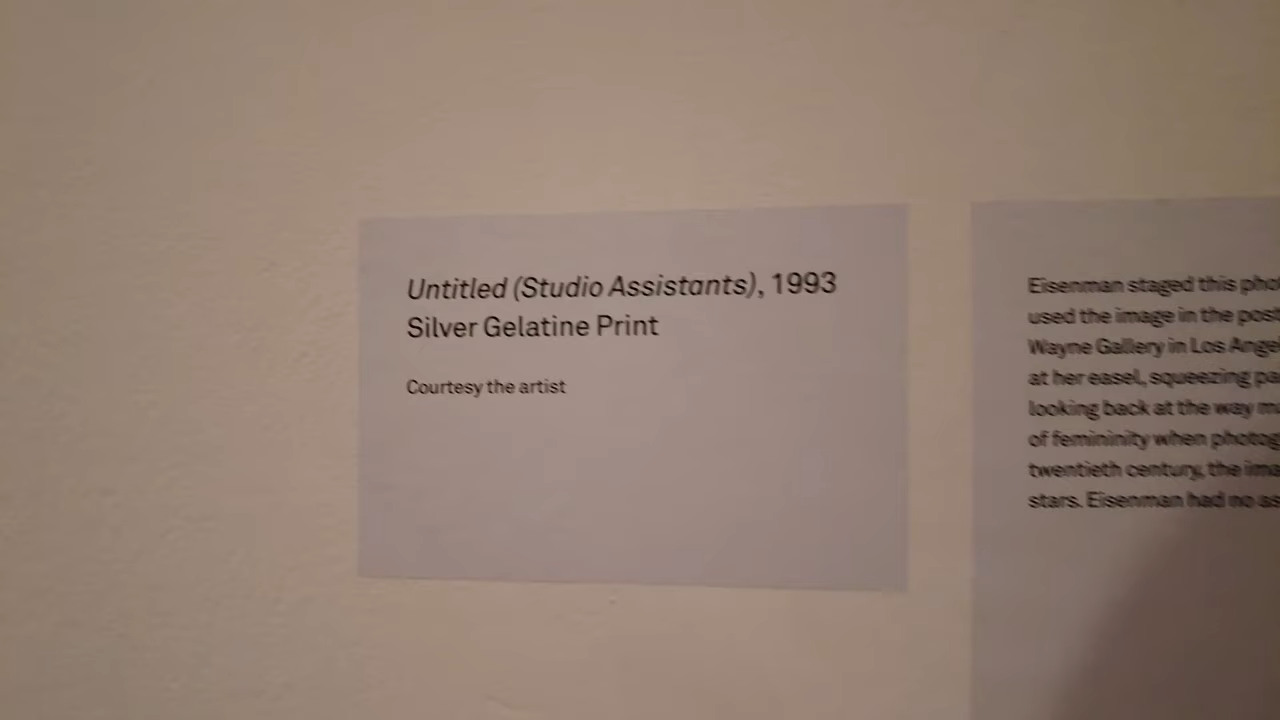 Untitled (Studio Assistants), 1993
Silver Gelatine Print
Courtesy the artist
Eisenman staged this
used the image in the
Wayne Gallery in Los
at her easel, squeezing
looking back at the way
of femininity when
twentieth century, the
stars. Eisenman had no